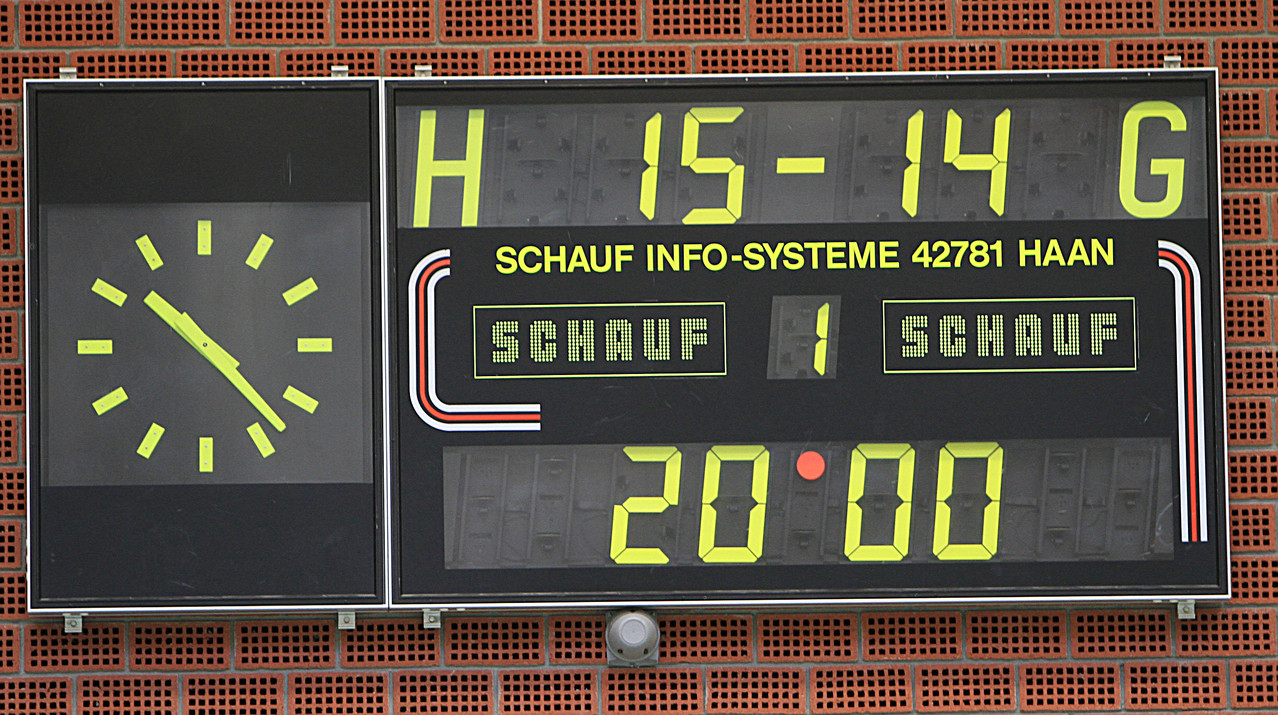 H 15-14 G
SCHAUF INFO-SYSTEME 42781 HAAN
SCHAUF 1 SCHAUF
20:00